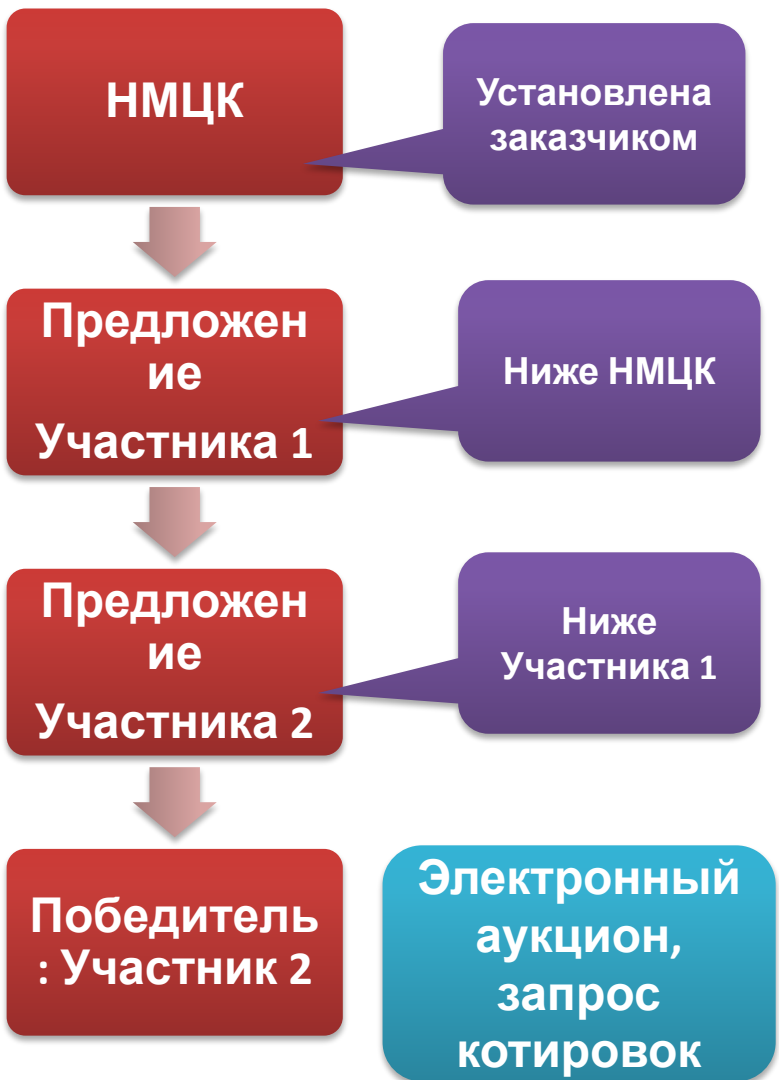 НМЦК
Установлена
заказчиком
Предложен
ие
Участника 1
Ниже НМЦК
Предложен
ие
Участника 2
Ниже
Участника 1
Победитель
: Участник 2
Электронный
аукцион,
запрос
котировок